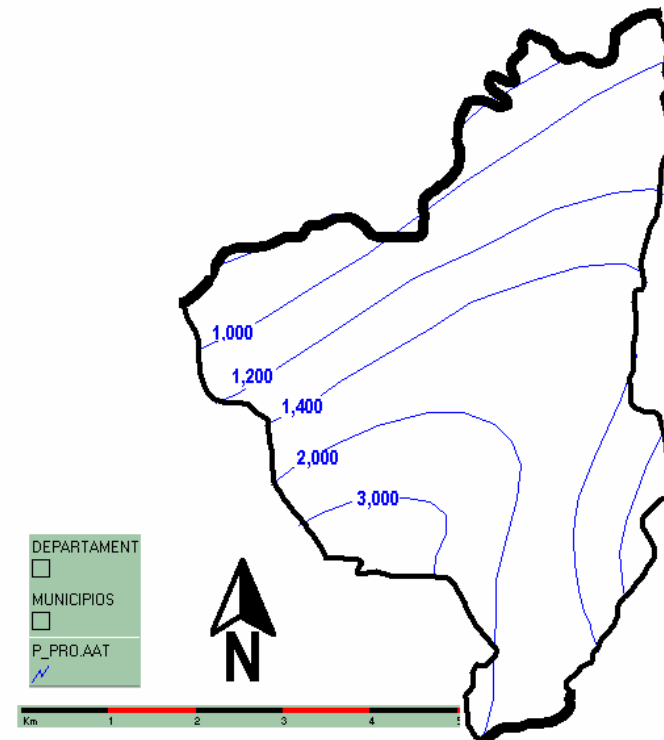 1,000
1,200
1,400
2,000
3,000
DEPARTAMENT
MUNICIPIOS
P_PRO.AAT
N
Km 1 2 3 4 5